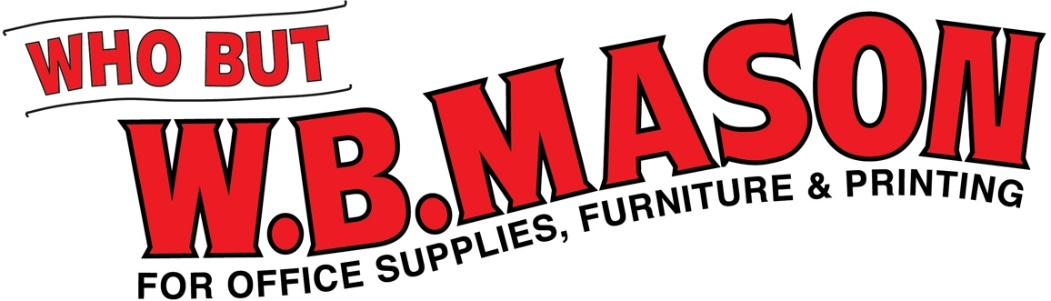 WHO BUT
W.B.MASON
FOR OFFICE SUPPLIES, FURNITURE & PRINTING